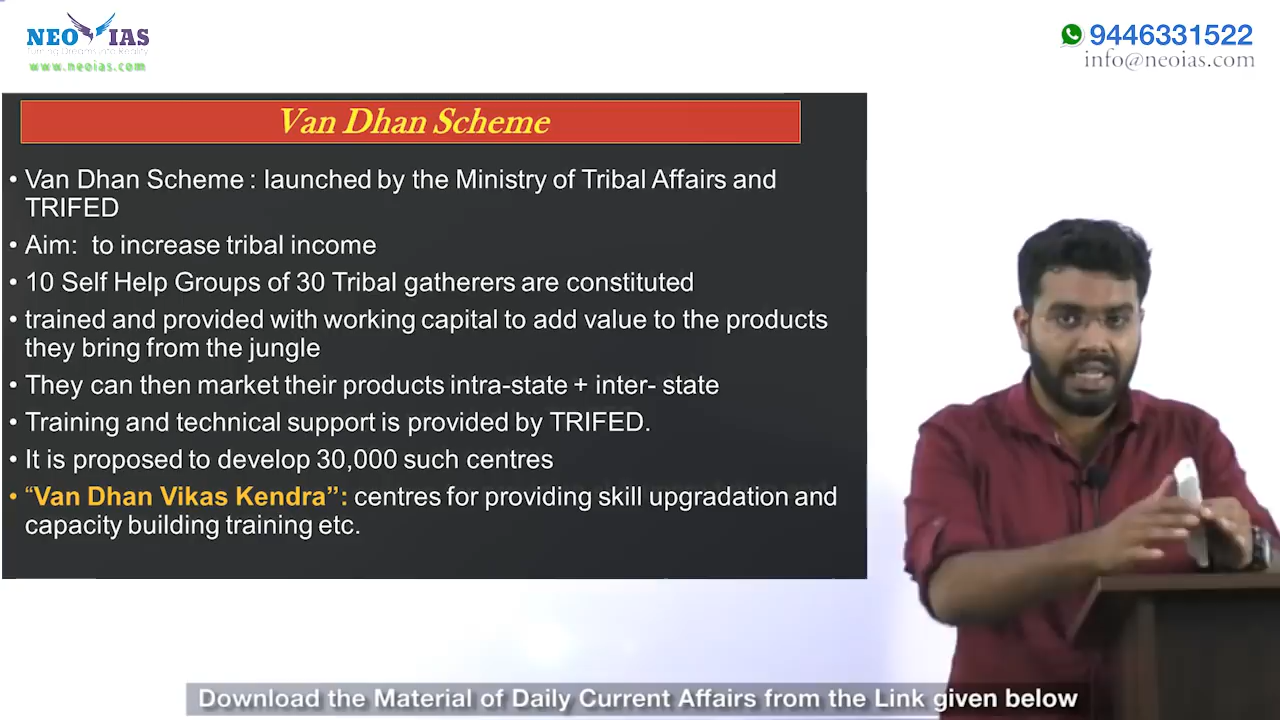 NEO IAS
Turning Dreams into Reality
www.neoias.com
9446331522
info@neoias.com
Van Dhan Scheme
• Van Dhan Scheme : launched by the Ministry of Tribal Affairs and
TRIFED
• Aim: to increase tribal income
• 10 Self Help Groups of 30 Tribal gatherers are constituted
• trained and provided with working capital to add value to the products
they bring from the jungle
• They can then market their products intra-state + inter- state
• Training and technical support is provided by TRIFED.
• It is proposed to develop 30,000 such centres
• “Van Dhan Vikas Kendra”: centres for providing skill upgradation and
capacity building training etc.
Download the Material of Daily Current Affairs from the Link given below